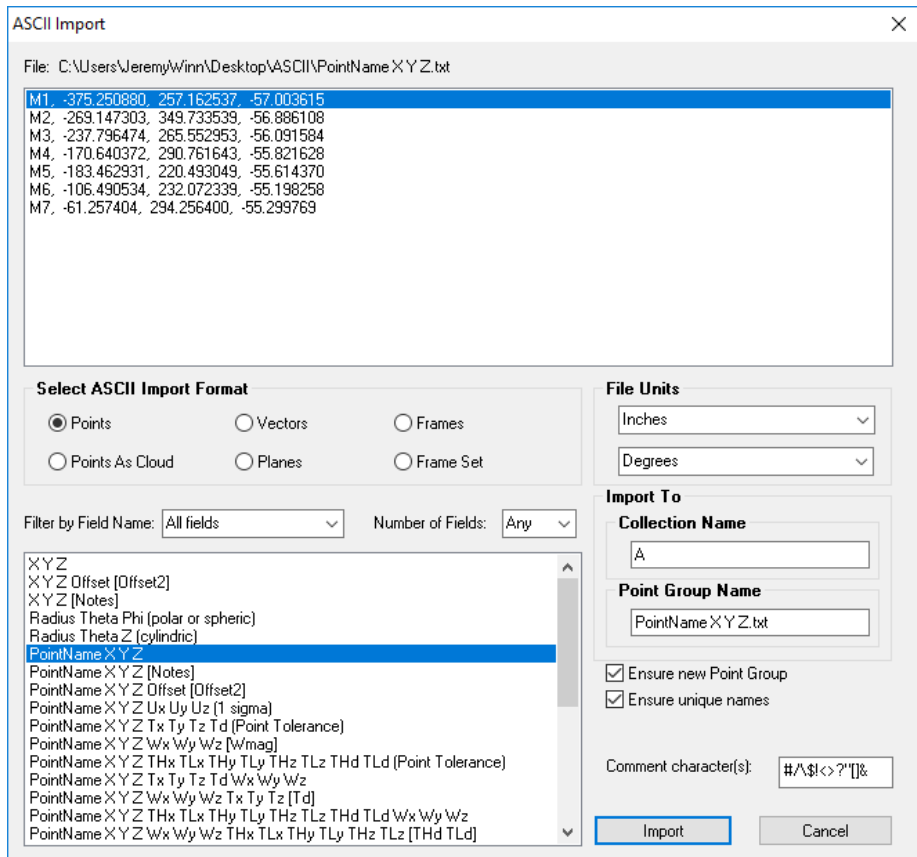 ASCII Import
File: C:\Users\JeremyWinn\Desktop\ASCII\PointName X Y Z.txt
M1, -375.250880, 257.162537, -57.003615
M2, -269.147303, 349.733539, -56.886108
M3, -237.796474, 265.552953, -56.091584
M4, -170.640372, 290.761643, -55.821628
M5, -183.462931, 220.493049, -55.614370
M6, -106.490534, 232.072339, -55.198258
M7, -61.257404, 294.256400, -55.299769
Select ASCII Import Format
Points
Vectors
Frames
Points As Cloud
Planes
Frame Set
File Units
Inches
Degrees
Filter by Field Name: All fields
Number of Fields: Any
X Y Z
X Y Z Offset [Offset2]
X Y Z [Notes]
Radius Theta Phi (polar or spheric)
Radius Theta Z (cylindric)
PointName X Y Z
PointName X Y Z [Notes]
PointName X Y Z Offset [Offset2]
PointName X Y Z Ux Uy Uz (1 sigma)
PointName X Y Z Tx Ty Tz Td (Point Tolerance)
PointName X Y Z Wx Wy Wz [Wmag]
PointName X Y Z THx TLx THy TLy THz TLz THd TLd (Point Tolerance)
PointName X Y Z Tx Ty Tz Td Wx Wy Wz
PointName X Y Z Wx Wy Wz Tx Ty Tz [Td]
PointName X Y Z THx TLx THy TLy THz TLz THd TLd Wx Wy Wz
PointName X Y Z Wx Wy Wz THx TLx THy TLy THz TLz [THd TLd]
Import To
Collection Name
A
Point Group Name
PointName X Y Z.txt
Ensure new Point Group
Ensure unique names
Comment character(s): #/\$!<>?"[]&
Import
Cancel